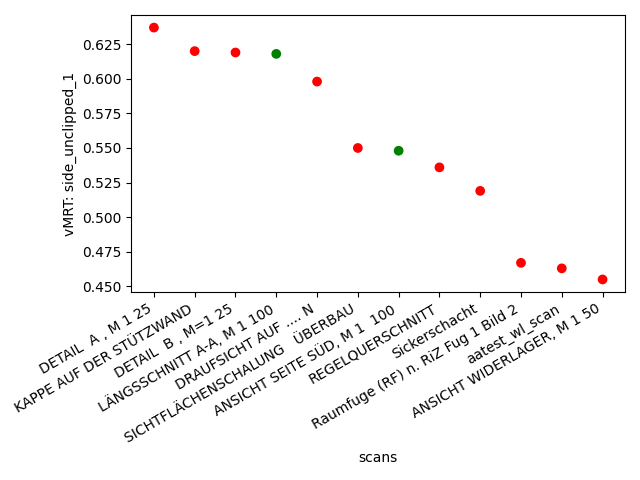 0.625
0.600
0.575
0.550
0.525
0.500
0.475
0.450
vMRT: side_unclipped_1
DETAIL  A , M 1 25
KAPPE AUF DER STÜTZWAND
DETAIL  B , M=1 25
LÄNGSSCHNITT A-A, M 1 100
DRAUFSICHT AUF .... N
SICHTFLÄCHENSCHALUNG   ÜBERBAU
ANSICHT SEITE SÜD, M 1  100
REGELQUERSCHNITT
Sickerschacht
Raumfuge (RF) n. RiZ Fug 1 Bild 2
aatest_wl_scan
ANSICHT WIDERLAGER, M 1 50
scans